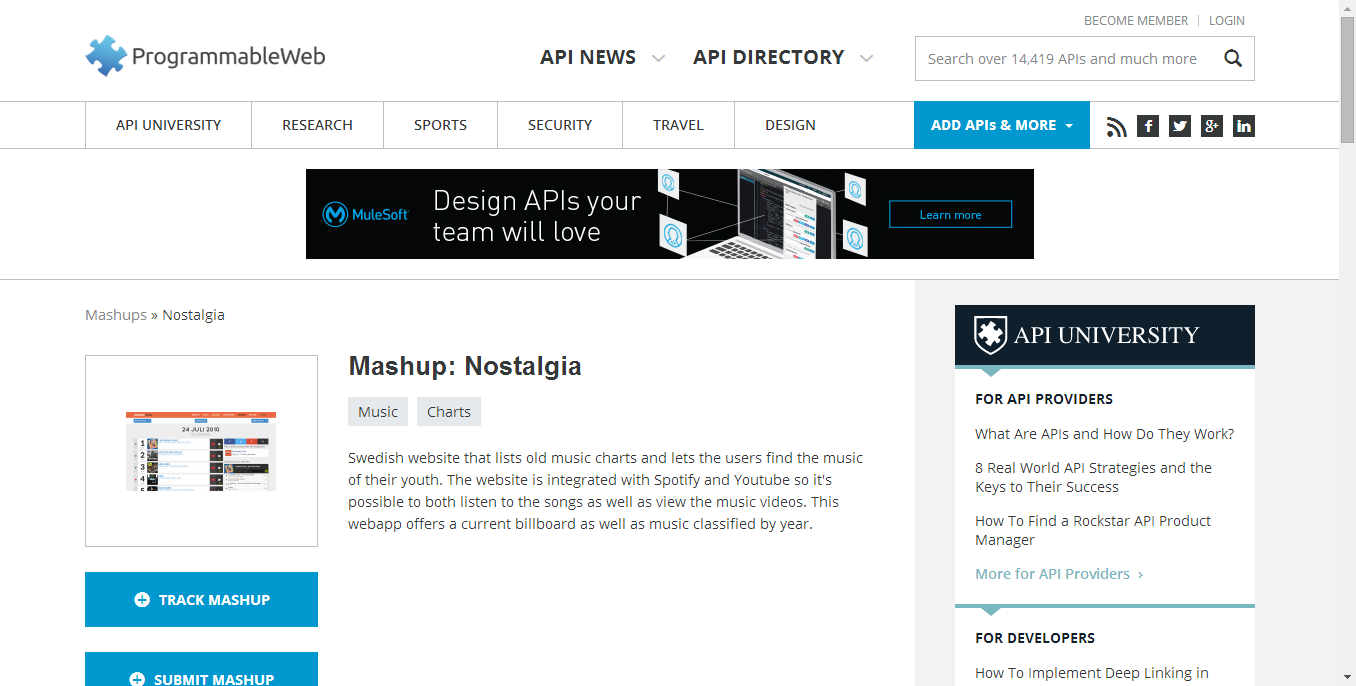 BECOME MEMBER | LOGIN
ProgrammableWeb
API NEWS API DIRECTORY
Search over 14,419 APIs and much more
API UNIVERSITY RESEARCH SPORTS SECURITY TRAVEL DESIGN ADD APIs & MORE
MuleSoft
Design APIs your
team will love
Learn more
Mashups » Nostalgia
24 JULI 2010
1
2
3
4
Mashup: Nostalgia
Music Charts
Swedish website that lists old music charts and lets the users find the music
of their youth. The website is integrated with Spotify and Youtube so it's
possible to both listen to the songs as well as view the music videos. This
webapp offers a current billboard as well as music classified by year.
TRACK MASHUP
SUBMIT MASHUP
API UNIVERSITY
FOR API PROVIDERS
What Are APIs and How Do They Work?
8 Real World API Strategies and the
Keys to Their Success
How To Find a Rockstar API Product
Manager
More for API Providers ›
FOR DEVELOPERS
How To Implement Deep Linking in